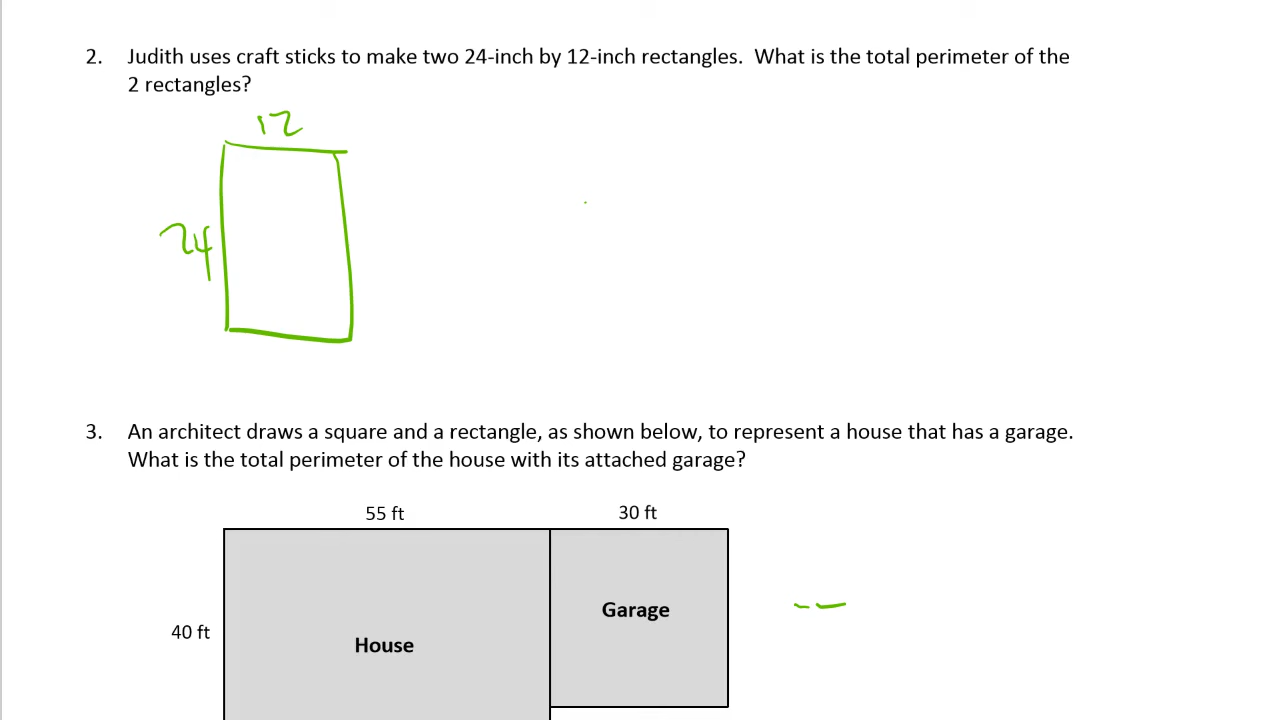 2. Judith uses craft sticks to make two 24-inch by 12-inch rectangles. What is the total perimeter of the
2 rectangles?
12
24
3. An architect draws a square and a rectangle, as shown below, to represent a house that has a garage.
What is the total perimeter of the house with its attached garage?
55 ft
30 ft
Garage
40 ft
House